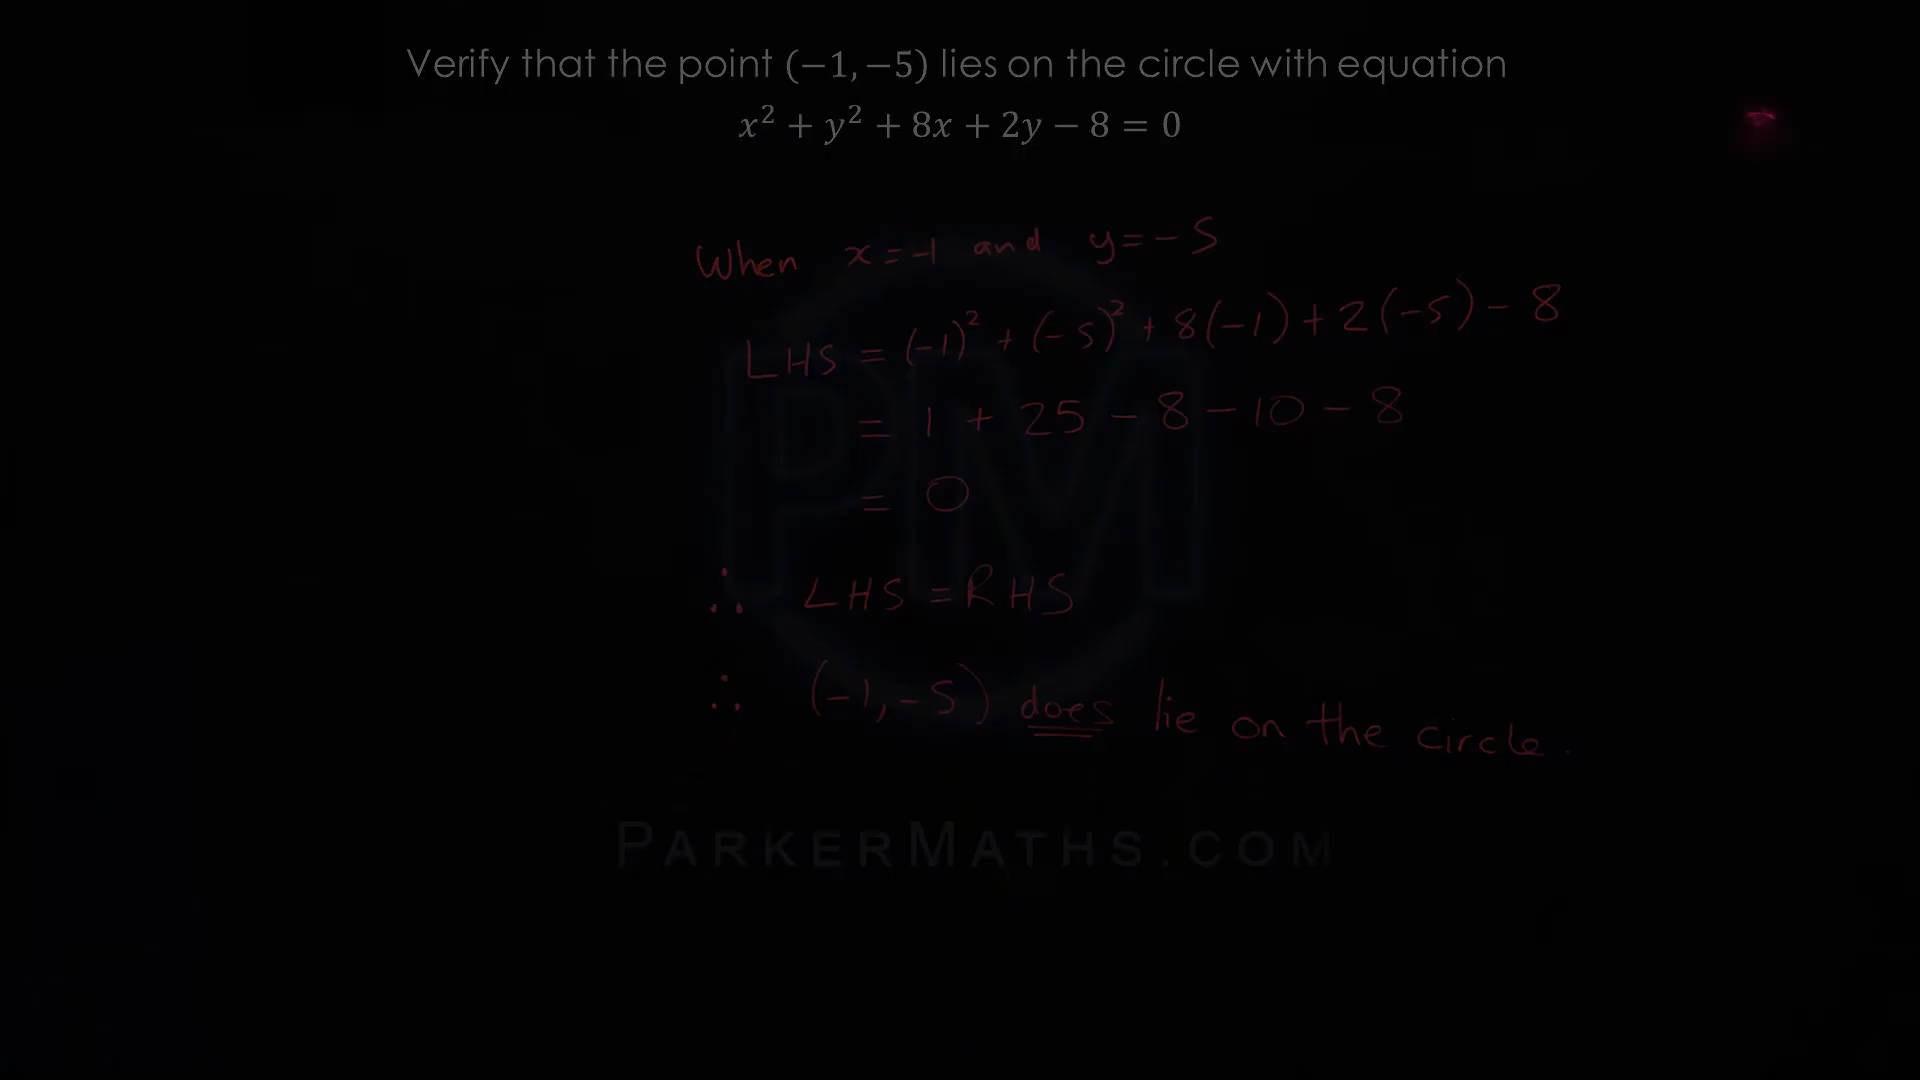 Verify that the point (−1, −5) lies on the circle with equation
x² + y² + 8x + 2y − 8 = 0
When x = -1 and y = -5
LHS = (-1)² + (-5)² + 8(-1) + 2(-5) - 8
= 1 + 25 - 8 - 10 - 8
= 0
∴ LHS = RHS
∴ (-1, -5) does lie on the circle.
PM
PARKERMATHS.COM